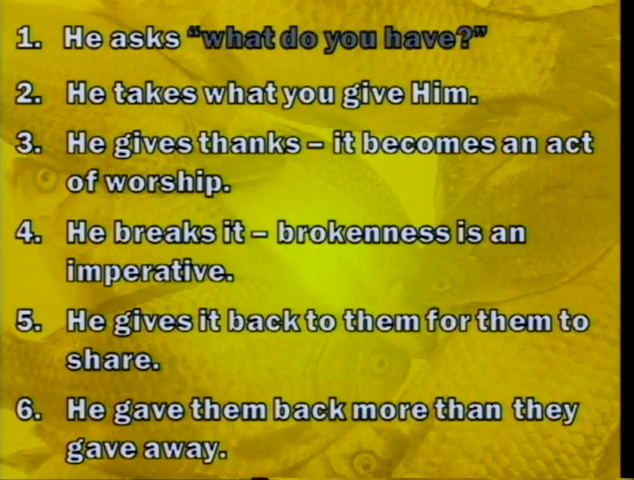 1. He asks “what do you have?”
2. He takes what you give Him.
3. He gives thanks – it becomes an act
of worship.
4. He breaks it – brokenness is an
imperative.
5. He gives it back to them for them to
share.
6. He gave them back more than they
gave away.